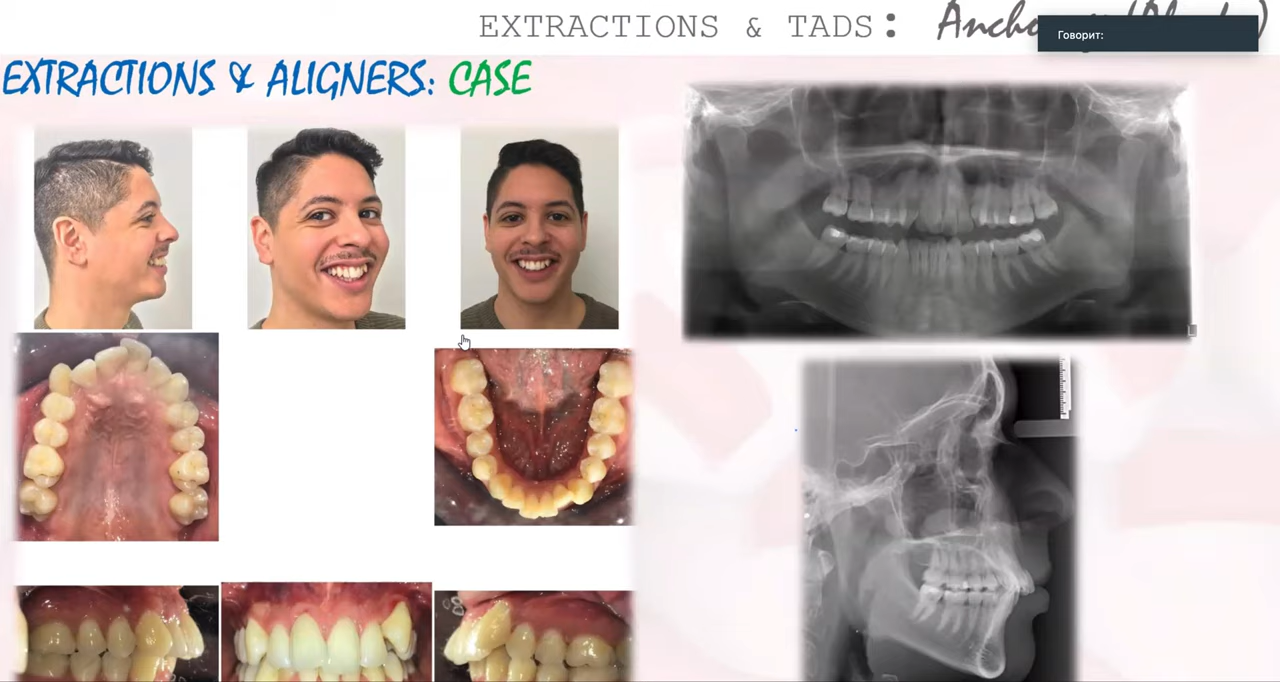 EXTRACTIONS & TADS:
Говорит:
EXTRACTIONS & ALIGNERS: CASE
L